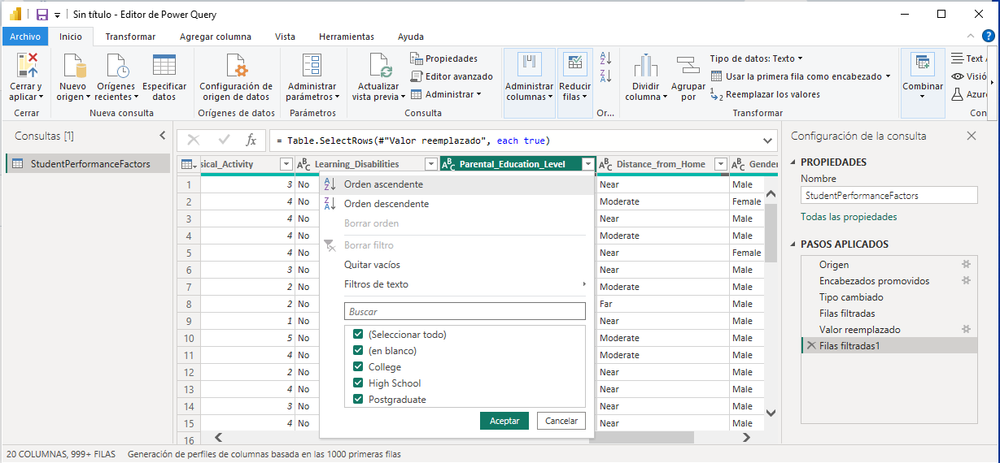 Sin título - Editor de Power Query
Archivo Inicio Transformar Agregar columna Vista Herramientas Ayuda
Cerrar y aplicar
Cerrar
Nuevo origen
Orígenes recientes
Especificar datos
Nueva consulta
Configuración de origen de datos
Orígenes de datos
Administrar parámetros
Parámetros
Actualizar vista previa
Propiedades
Editor avanzado
Administrar
Consulta
Administrar columnas
Reducir filas
Or...
Dividir columna
Agrupar por
Tipo de datos: Texto
Usar la primera fila como encabezado
Reemplazar los valores
Transformar
Combinar
Text
Visió
Azure
Con
Consultas [1]
StudentPerformanceFactors
= Table.SelectRows(#"Valor reemplazado", each true)
sical_Activity Learning_Disabilities Parental_Education_Level Distance_from_Home Gender
1 3 No Near Male
2 4 No Moderate Female
3 4 No Near Male
4 4 No Moderate Male
5 4 No Near Female
6 3 No Near Male
7 2 No Moderate Male
8 2 No Far Male
9 1 No Near Male
10 5 No Moderate Male
11 4 No Moderate Male
12 2 No Near Male
13 4 No Near Male
14 3 No Near Male
15 4 No Near Male
16
Orden ascendente
Orden descendente
Borrar orden
Borrar filtro
Quitar vacíos
Filtros de texto
Buscar
(Seleccionar todo)
(en blanco)
College
High School
Postgraduate
Aceptar Cancelar
Configuración de la consulta
PROPIEDADES
Nombre
StudentPerformanceFactors
Todas las propiedades
PASOS APLICADOS
Origen
Encabezados promovidos
Tipo cambiado
Filas filtradas
Valor reemplazado
Filas filtradas1
20 COLUMNAS, 999+ FILAS Generación de perfiles de columnas basada en las 1000 primeras filas